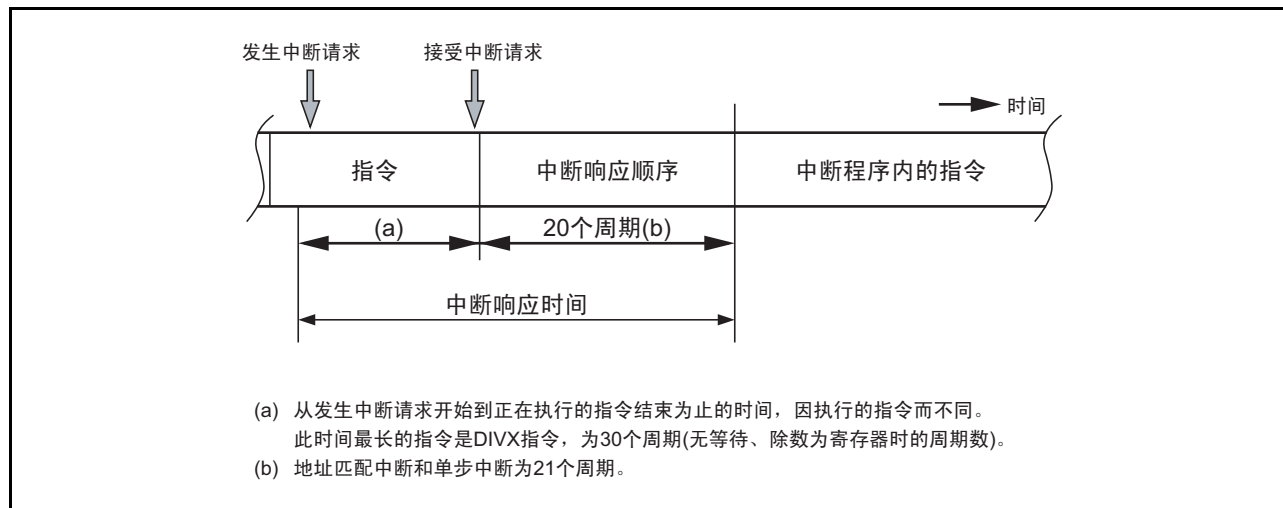 发生中断请求
接受中断请求
时间
指令
中断响应顺序
中断程序内的指令
(a)
20个周期(b)
中断响应时间
(a) 从发生中断请求开始到正在执行的指令结束为止的时间，因执行的指令而不同。
此时间最长的指令是DIVX指令，为30个周期(无等待、除数为寄存器时的周期数)。
(b) 地址匹配中断和单步中断为21个周期。